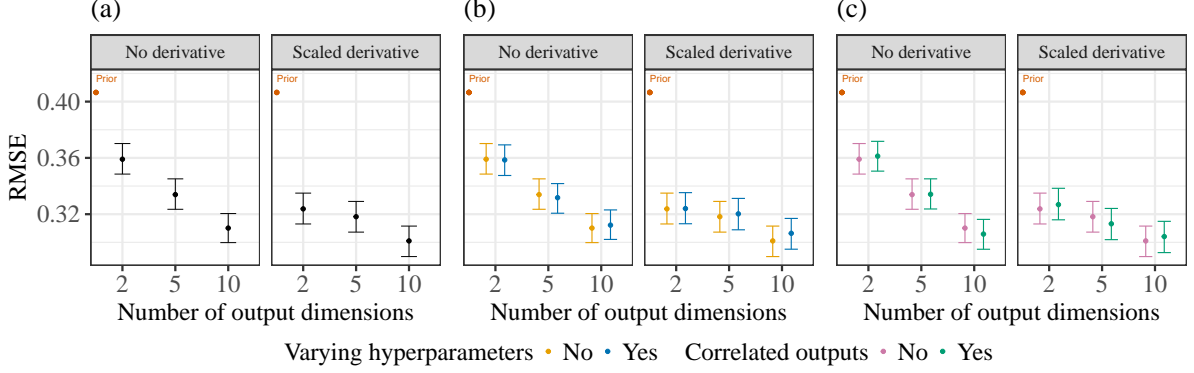 (a)
(b)
(c)
No derivative
Scaled derivative
No derivative
Scaled derivative
No derivative
Scaled derivative
Prior
Prior
Prior
Prior
Prior
Prior
RMSE
0.40
0.36
0.32
2 5 10
2 5 10
2 5 10
2 5 10
2 5 10
2 5 10
Number of output dimensions
Number of output dimensions
Number of output dimensions
Varying hyperparameters No Yes
Correlated outputs No Yes